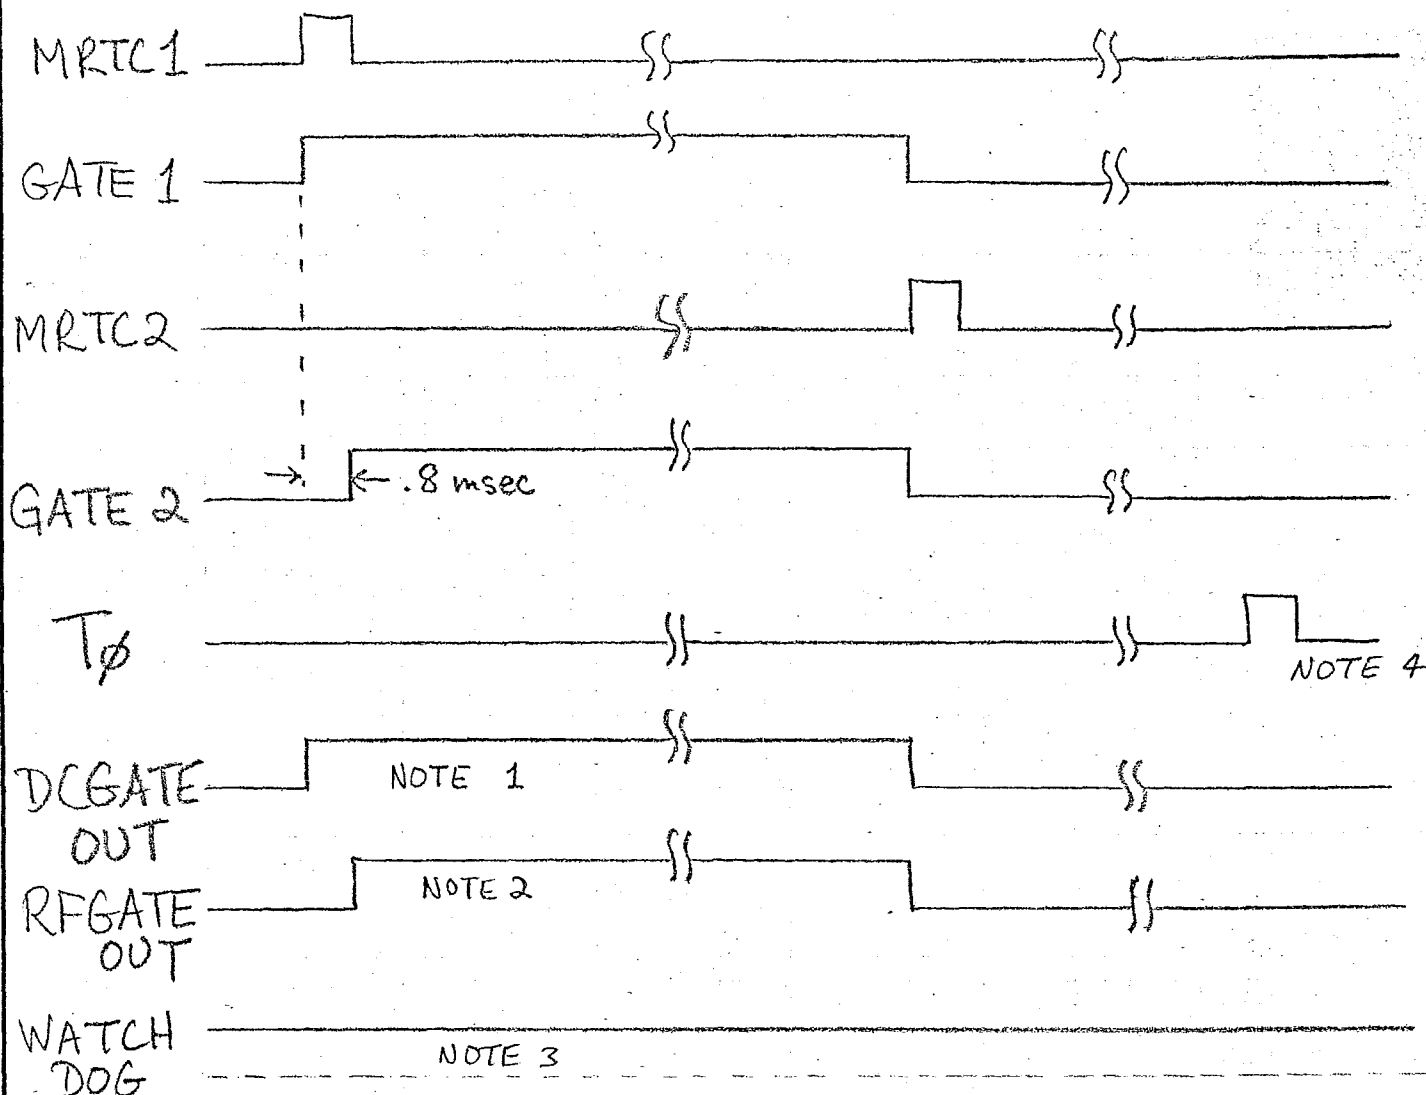 MRTC1
GATE 1
MRTC2
GATE 2
.8 msec
Tø
NOTE 4
DCGATE
OUT
NOTE 1
RFGATE
OUT
NOTE 2
WATCH
DOG
NOTE 3